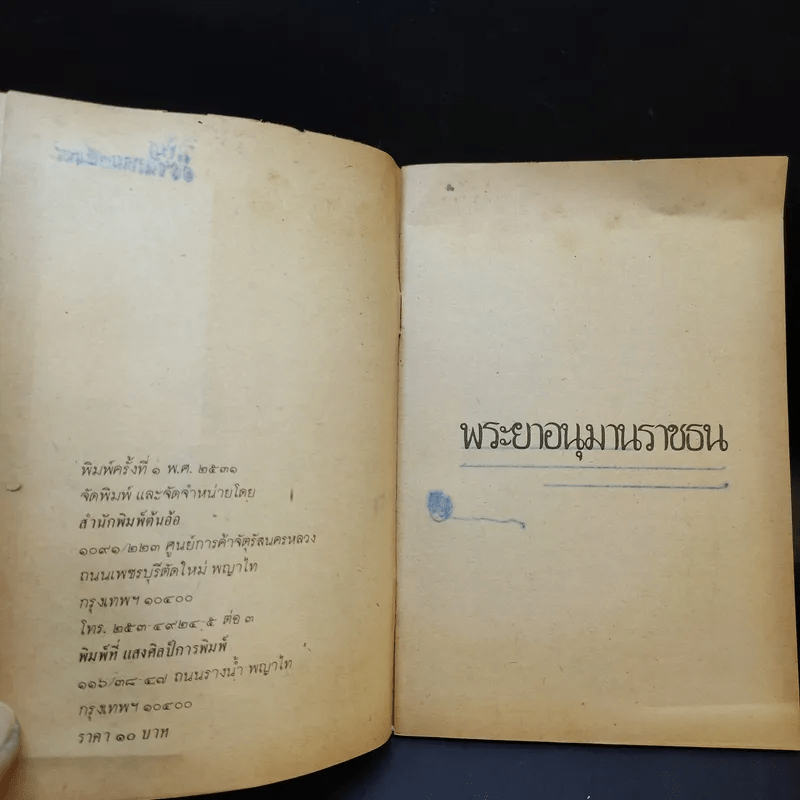 พิมพ์ครั้งที่ ๑ พ.ศ. ๒๕๓๑
จัดพิมพ์ และจัดจำหน่ายโดย
สำนักพิมพ์ต้นอ้อ
๑๐๙๑/๒๒๓ ศูนย์การค้าจัตุรัสนครหลวง
ถนนเพชรบุรีตัดใหม่ พญาไท
กรุงเทพฯ ๑๐๔๐๐
โทร. ๒๕๓-๔๙๒๔-๕ ต่อ ๓
พิมพ์ที่ แสงศิลป์การพิมพ์
๑๑๖/๓๘-๔๗ ถนนรางน้ำ พญาไท
กรุงเทพฯ ๑๐๔๐๐
ราคา ๑๐ บาท
พระยาอนุมานราชธน